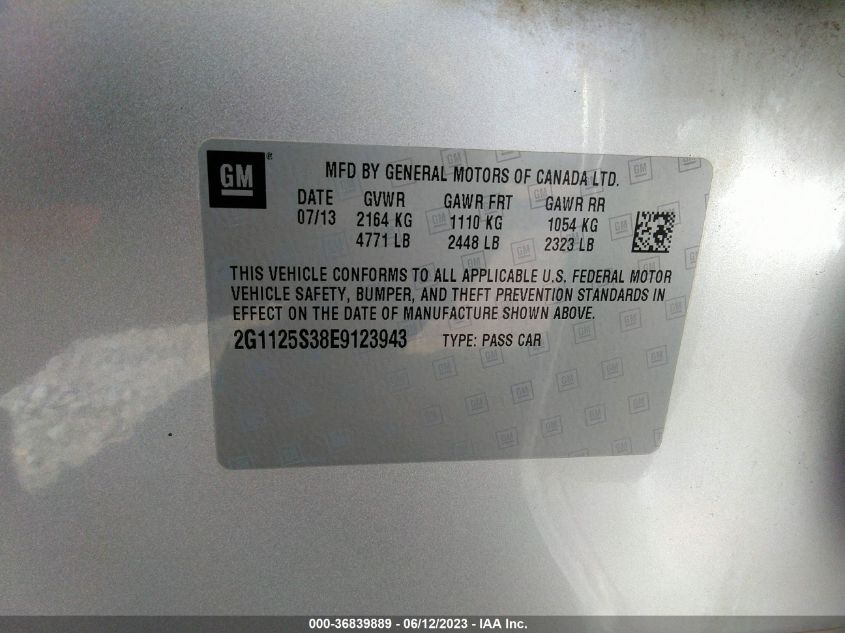 GM®
MFD BY GENERAL MOTORS OF CANADA LTD.
DATE GVWR GAWR FRT GAWR RR
07/13 2164 KG 1110 KG 1054 KG
4771 LB 2448 LB 2323 LB
THIS VEHICLE CONFORMS TO ALL APPLICABLE U.S. FEDERAL MOTOR
VEHICLE SAFETY, BUMPER, AND THEFT PREVENTION STANDARDS IN
EFFECT ON THE DATE OF MANUFACTURE SHOWN ABOVE.
2G1125S38E9123943 TYPE: PASS CAR
000-36839889 - 06/12/2023 - IAA Inc.